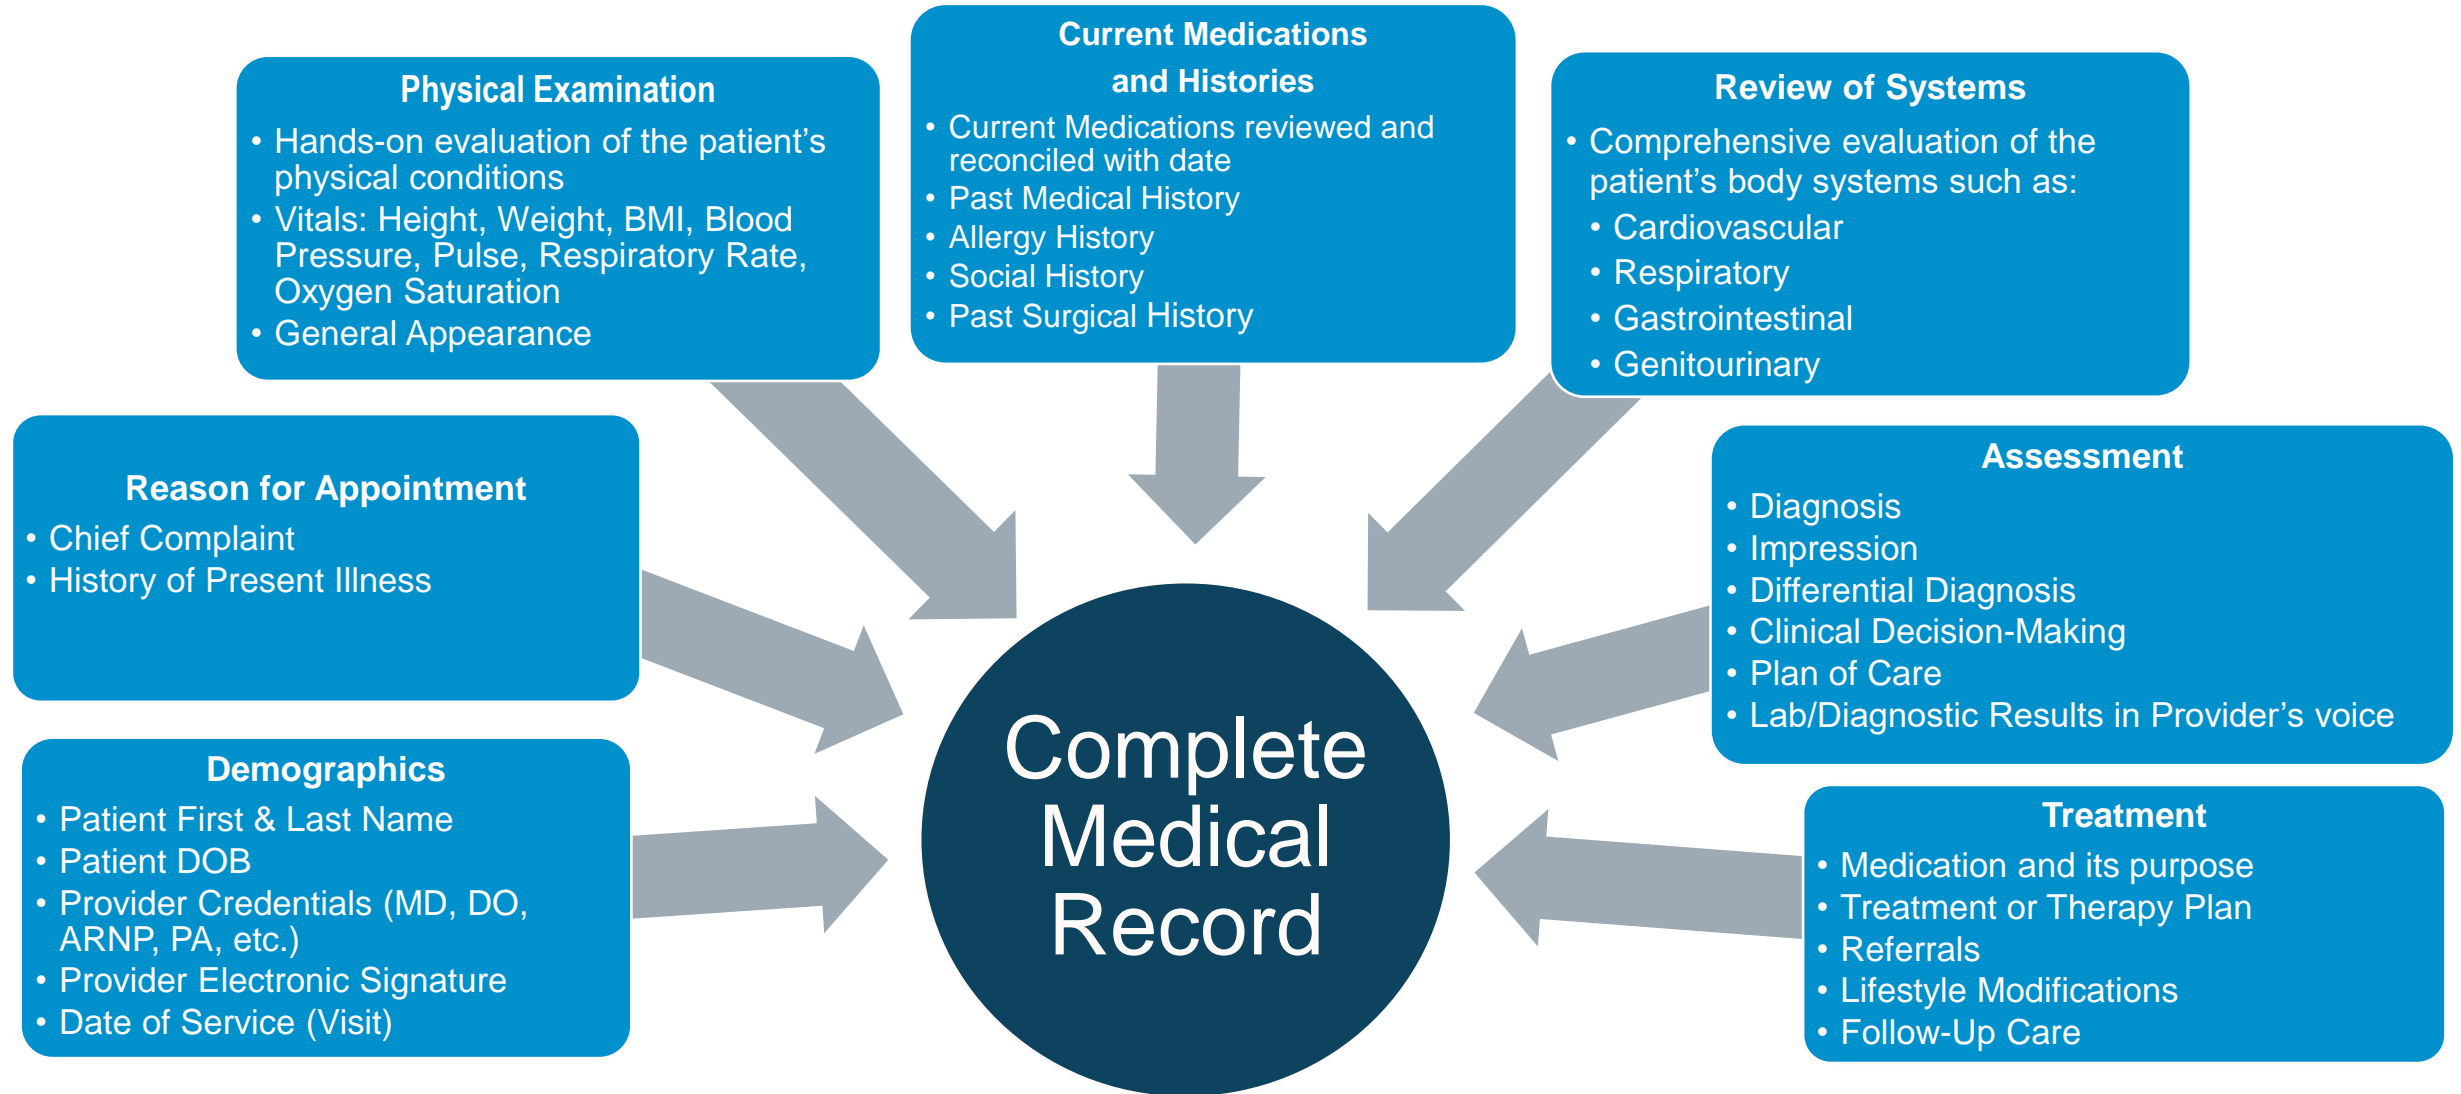 Physical Examination
• Hands-on evaluation of the patient’s
physical conditions
• Vitals: Height, Weight, BMI, Blood
Pressure, Pulse, Respiratory Rate,
Oxygen Saturation
• General Appearance
Current Medications
and Histories
• Current Medications reviewed and
reconciled with date
• Past Medical History
• Allergy History
• Social History
• Past Surgical History
Review of Systems
• Comprehensive evaluation of the
patient’s body systems such as:
• Cardiovascular
• Respiratory
• Gastrointestinal
• Genitourinary
Reason for Appointment
• Chief Complaint
• History of Present Illness
Assessment
• Diagnosis
• Impression
• Differential Diagnosis
• Clinical Decision-Making
• Plan of Care
• Lab/Diagnostic Results in Provider’s voice
Demographics
• Patient First & Last Name
• Patient DOB
• Provider Credentials (MD, DO,
ARNP, PA, etc.)
• Provider Electronic Signature
• Date of Service (Visit)
Complete
Medical
Record
Treatment
• Medication and its purpose
• Treatment or Therapy Plan
• Referrals
• Lifestyle Modifications
• Follow-Up Care